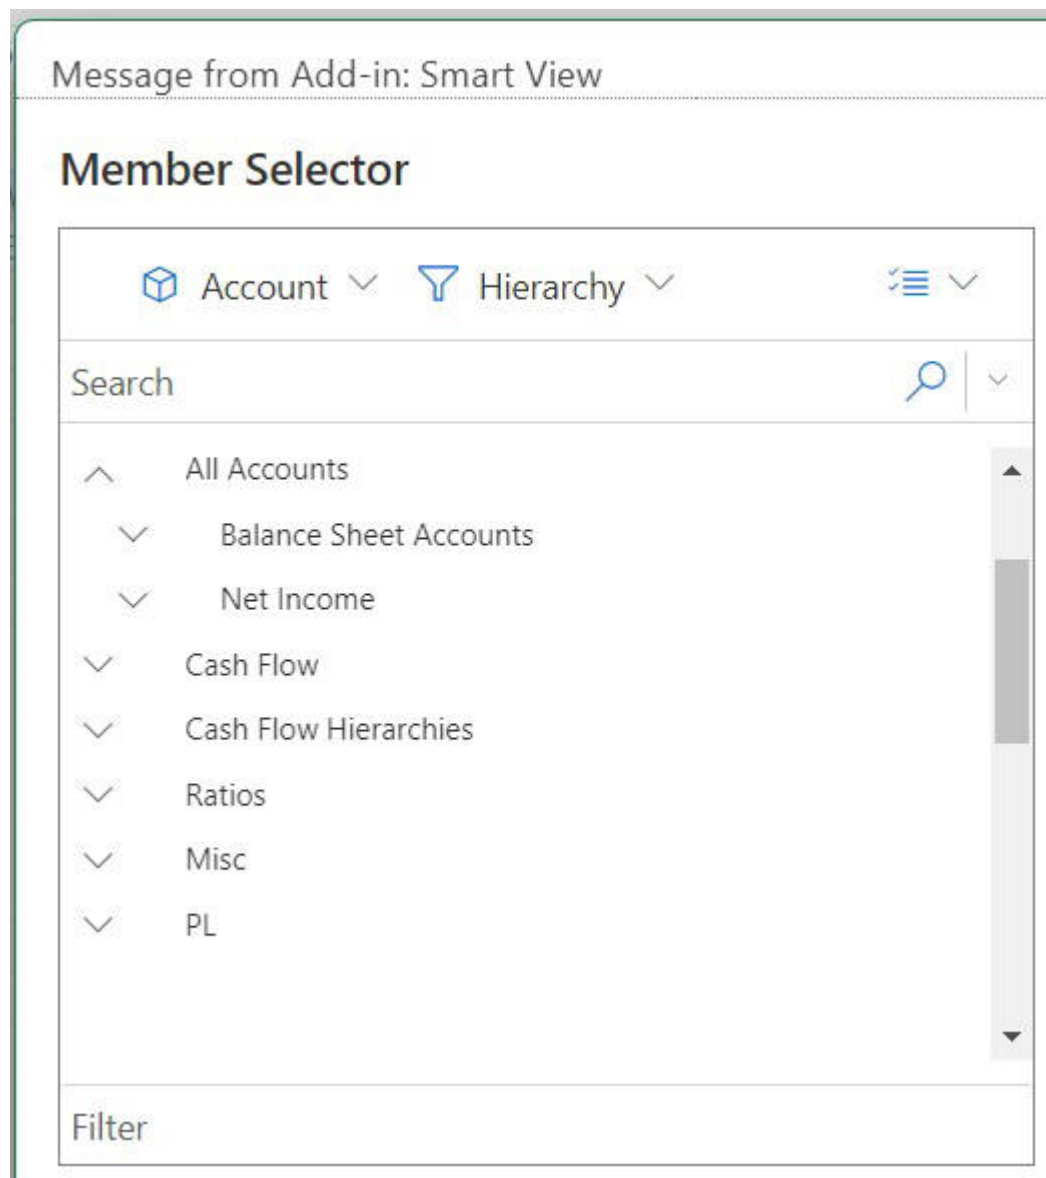 Message from Add-in: Smart View
Member Selector
Account Hierarchy
Search
All Accounts
Balance Sheet Accounts
Net Income
Cash Flow
Cash Flow Hierarchies
Ratios
Misc
PL
Filter